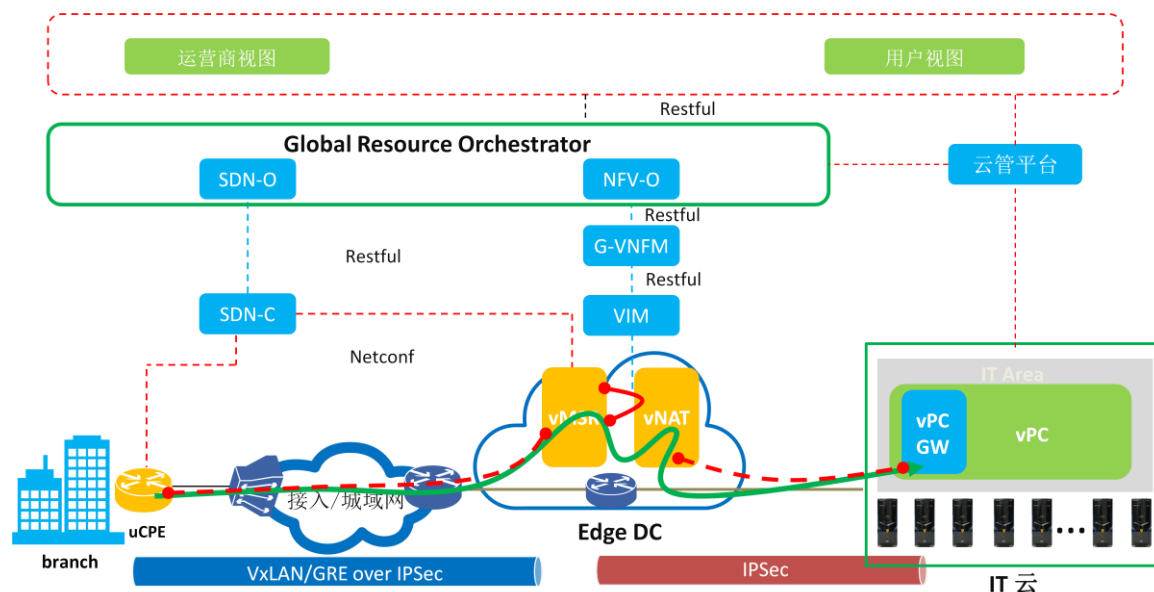 运营商视图
用户视图
Restful
Global Resource Orchestrator
SDN-O
NFV-O
云管平台
Restful
G-VNFM
Restful
Restful
SDN-C
VIM
Netconf
IT Area
vMSR
vNAT
vPC
GW
vPC
接入/城域网
uCPE
Edge DC
branch
VxLAN/GRE over IPSec
IPSec
IT 云